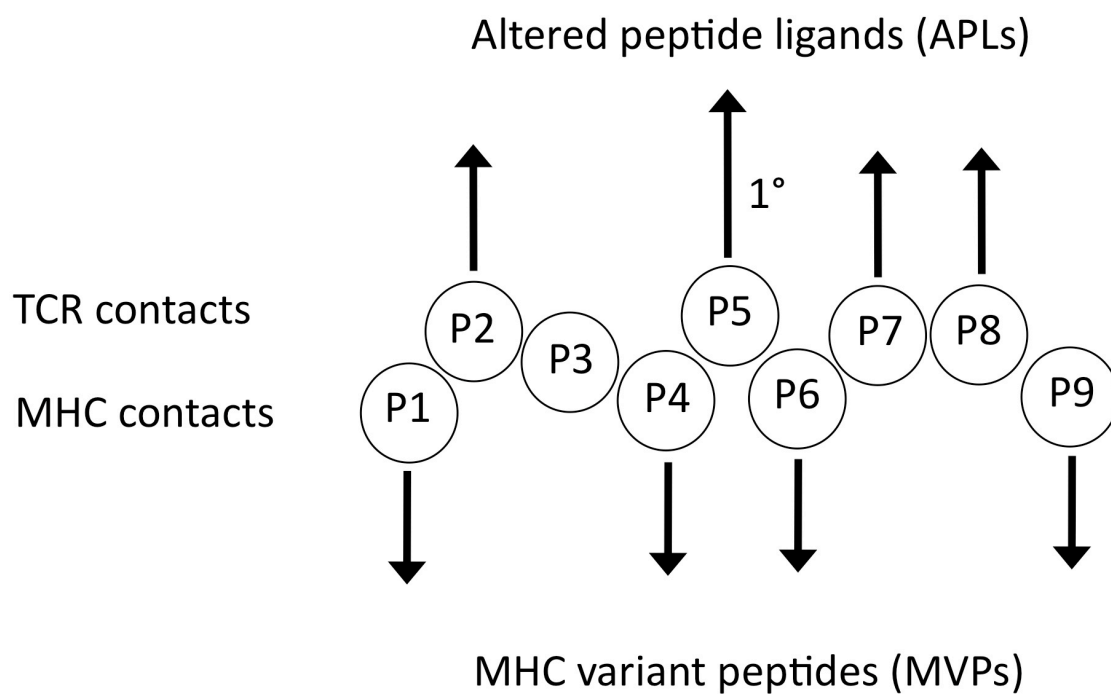 Altered peptide ligands (APLs)
1°
TCR contacts
MHC contacts
P1
P2
P3
P4
P5
P6
P7
P8
P9
MHC variant peptides (MVPs)